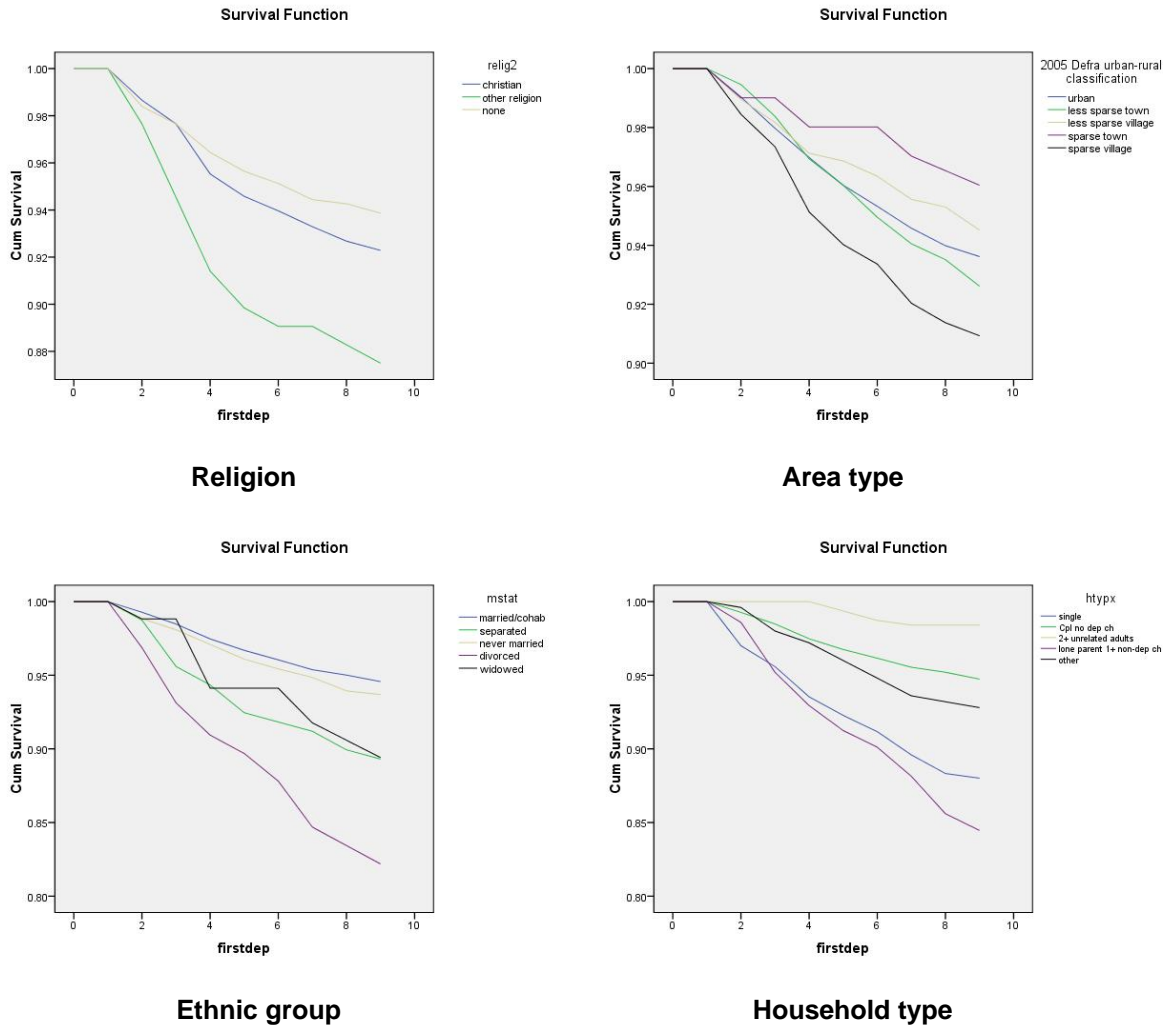 Survival Function
relig2
christian
other religion
none
1.00
0.98
0.96
0.94
0.92
0.90
0.88
Cum Survival
0 2 4 6 8 10
firstdep
Religion
Survival Function
2005 Defra urban-rural
classification
urban
less sparse town
less sparse village
sparse town
sparse village
1.00
0.98
0.96
0.94
0.92
0.90
Cum Survival
0 2 4 6 8 10
firstdep
Area type
Survival Function
mstat
married/cohab
separated
never married
divorced
widowed
1.00
0.95
0.90
0.85
0.80
Cum Survival
0 2 4 6 8 10
firstdep
Ethnic group
Survival Function
htypx
single
Cpl no dep ch
2+ unrelated adults
lone parent 1+ non-dep ch
other
1.00
0.95
0.90
0.85
0.80
Cum Survival
0 2 4 6 8 10
firstdep
Household type